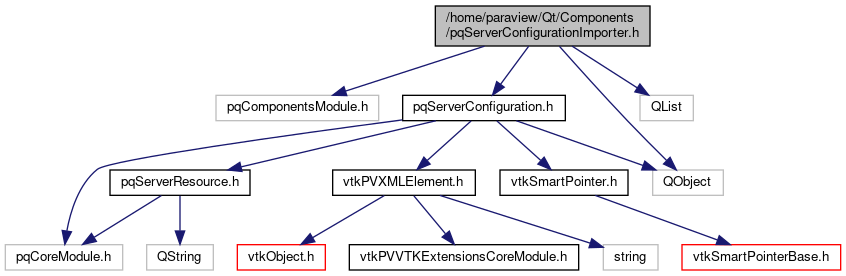 /home/paraview/Qt/Components
/pqServerConfigurationImporter.h
pqComponentsModule.h
pqServerConfiguration.h
QList
pqServerResource.h
vtkPVXMLElement.h
vtkSmartPointer.h
QObject
pqCoreModule.h
QString
vtkObject.h
vtkPVVTKExtensionsCoreModule.h
string
vtkSmartPointerBase.h